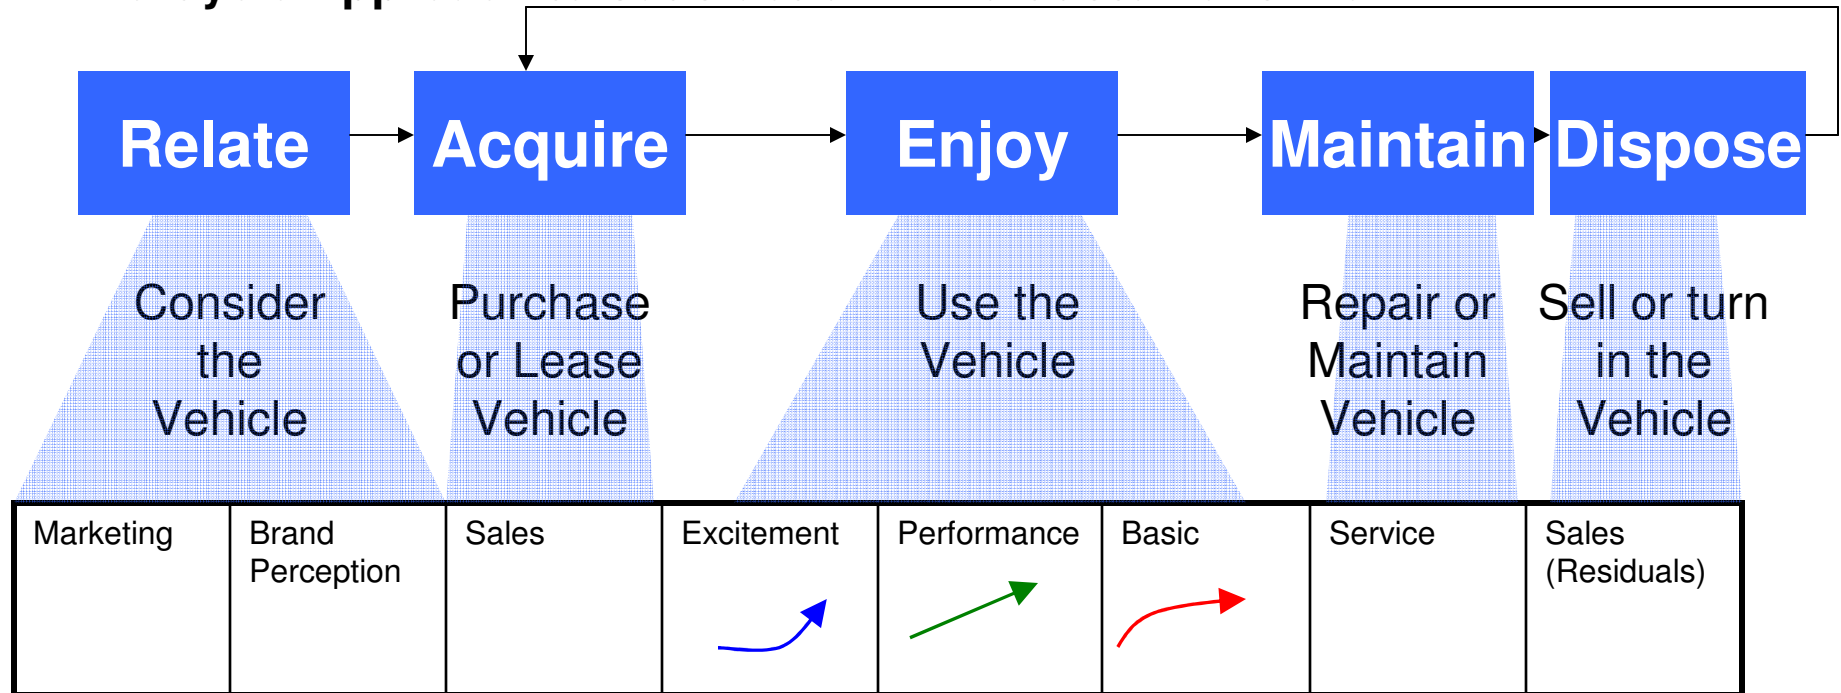 Relate
Acquire
Enjoy
Maintain
Dispose
Consider
the
Vehicle
Purchase
or Lease
Vehicle
Use the
Vehicle
Repair or
Maintain
Vehicle
Sell or turn
in the
Vehicle
Marketing
Brand
Perception
Sales
Excitement
Performance
Basic
Service
Sales
(Residuals)